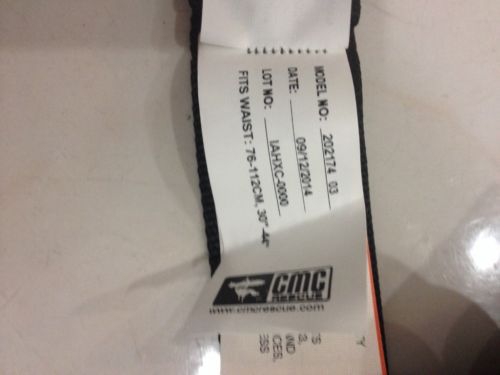 MODEL NO: 202174 03
DATE: 09/12/2014
LOT NO: IAHXC-0000
FITS WAIST: 76-112CM, 30"-44"
CMC
RESCUE
www.cmcrescue.com